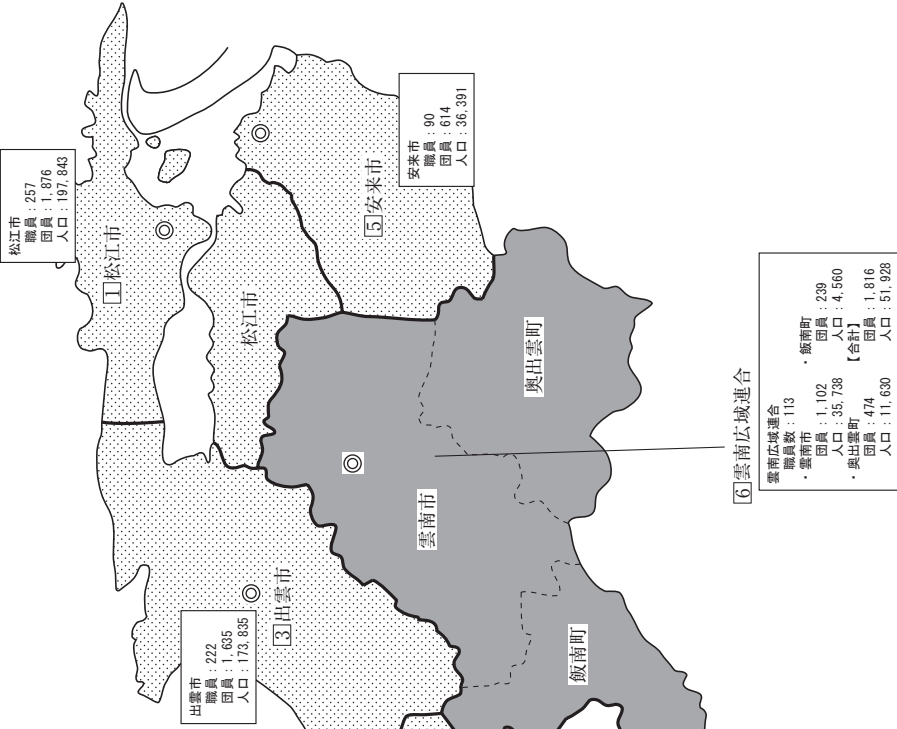 松江市
職員：257
団員：1,876
人口：197,843
1 松江市
松江市
安来市
職員：90
団員：614
人口：36,391
5 安来市
出雲市
職員：222
団員：1,635
人口：173,835
3 出雲市
雲南市
奥出雲町
飯南町
6 雲南広域連合
雲南広域連合
職員数：113
・雲南市
団員：1,102
人口：35,738
・奥出雲町
団員：474
人口：11,630
・飯南町
団員：239
人口：4,560
【合計】
団員：1,816
人口：51,928